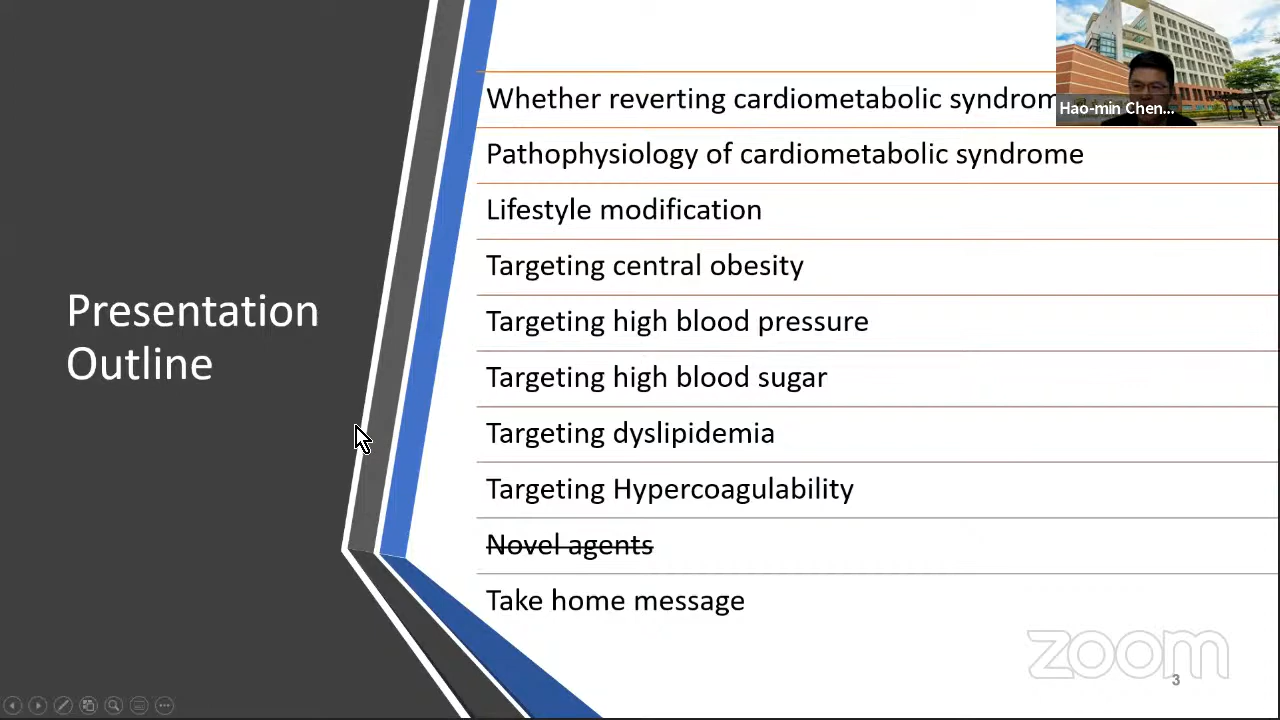 Presentation
Outline
Whether reverting cardiometabolic syndrom
Hao-min Chen...
Pathophysiology of cardiometabolic syndrome
Lifestyle modification
Targeting central obesity
Targeting high blood pressure
Targeting high blood sugar
Targeting dyslipidemia
Targeting Hypercoagulability
Novel agents
Take home message
zoom
3